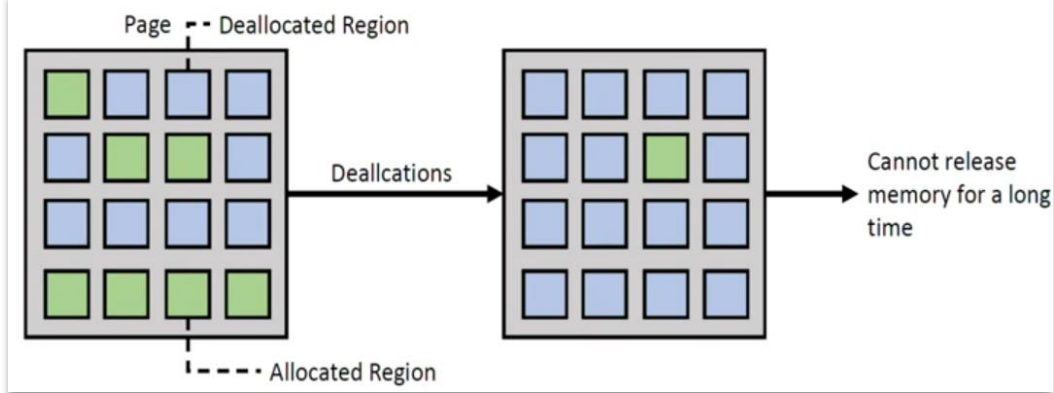 Page
Deallocated Region
Deallcations
Cannot release
memory for a long
time
Allocated Region